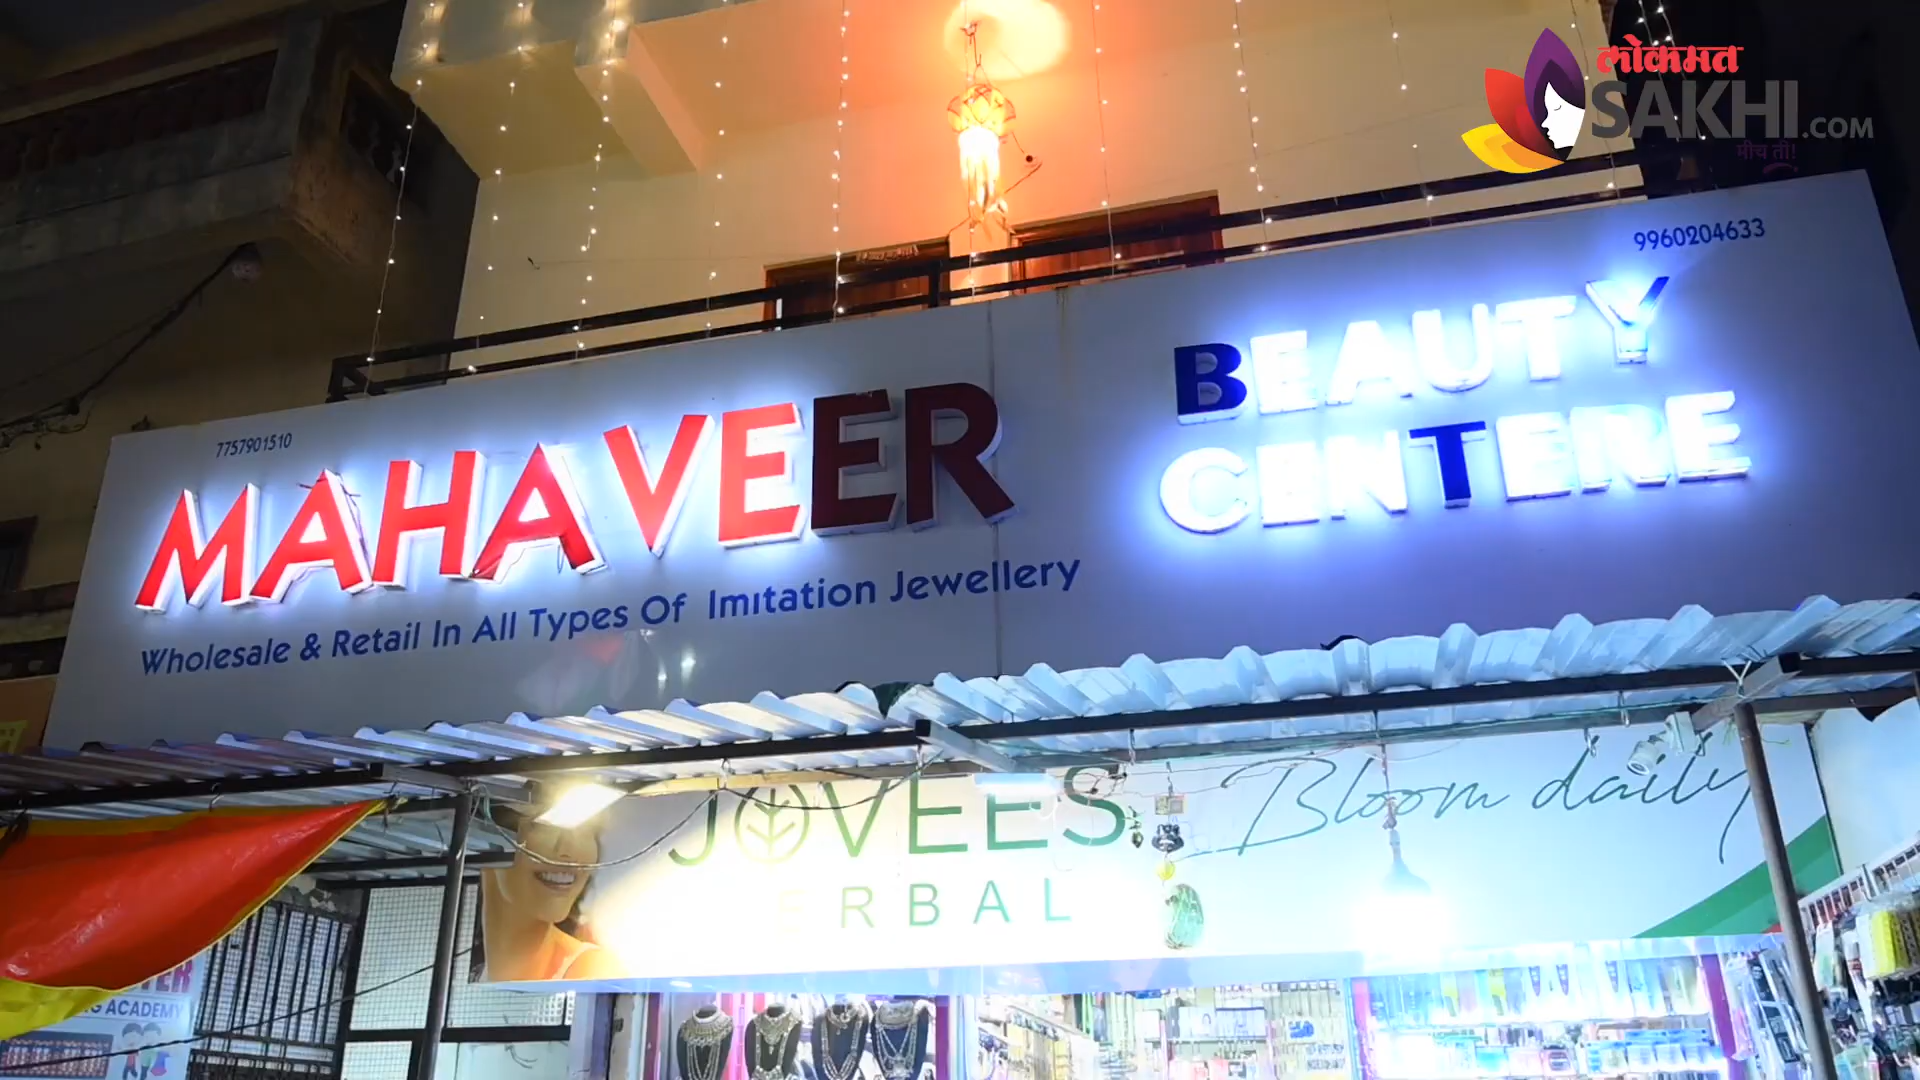 लोकमत
SAKHI.COM
मीच ती!
9960204633
7757901510
MAHAVEER
BEAUTY
CENTERE
Wholesale & Retail In All Types Of Imitation Jewellery
JOVEES
ERBAL
Bloom daily
ACADEMY